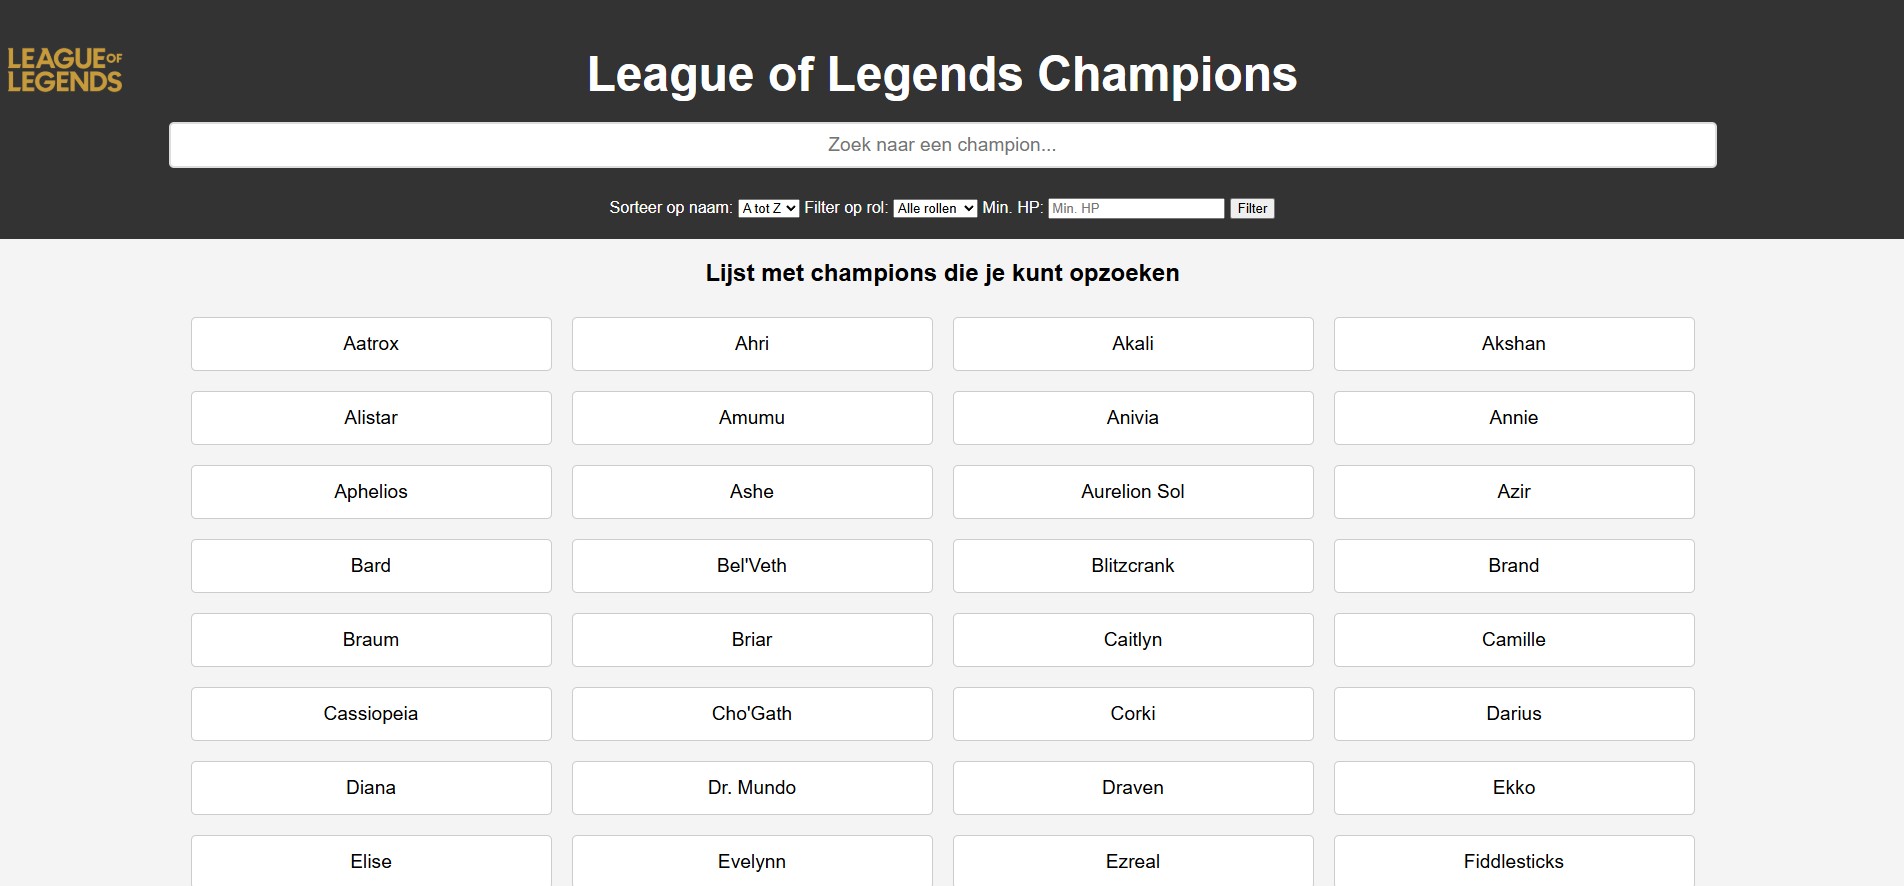 LEAGUE OF
LEGENDS
League of Legends Champions
Zoek naar een champion...
Sorteer op naam: A tot Z Filter op rol: Alle rollen Min. HP: Min. HP Filter
Lijst met champions die je kunt opzoeken
Aatrox Ahri Akali Akshan
Alistar Amumu Anivia Annie
Aphelios Ashe Aurelion Sol Azir
Bard Bel'Veth Blitzcrank Brand
Braum Briar Caitlyn Camille
Cassiopeia Cho'Gath Corki Darius
Diana Dr. Mundo Draven Ekko
Elise Evelynn Ezreal Fiddlesticks